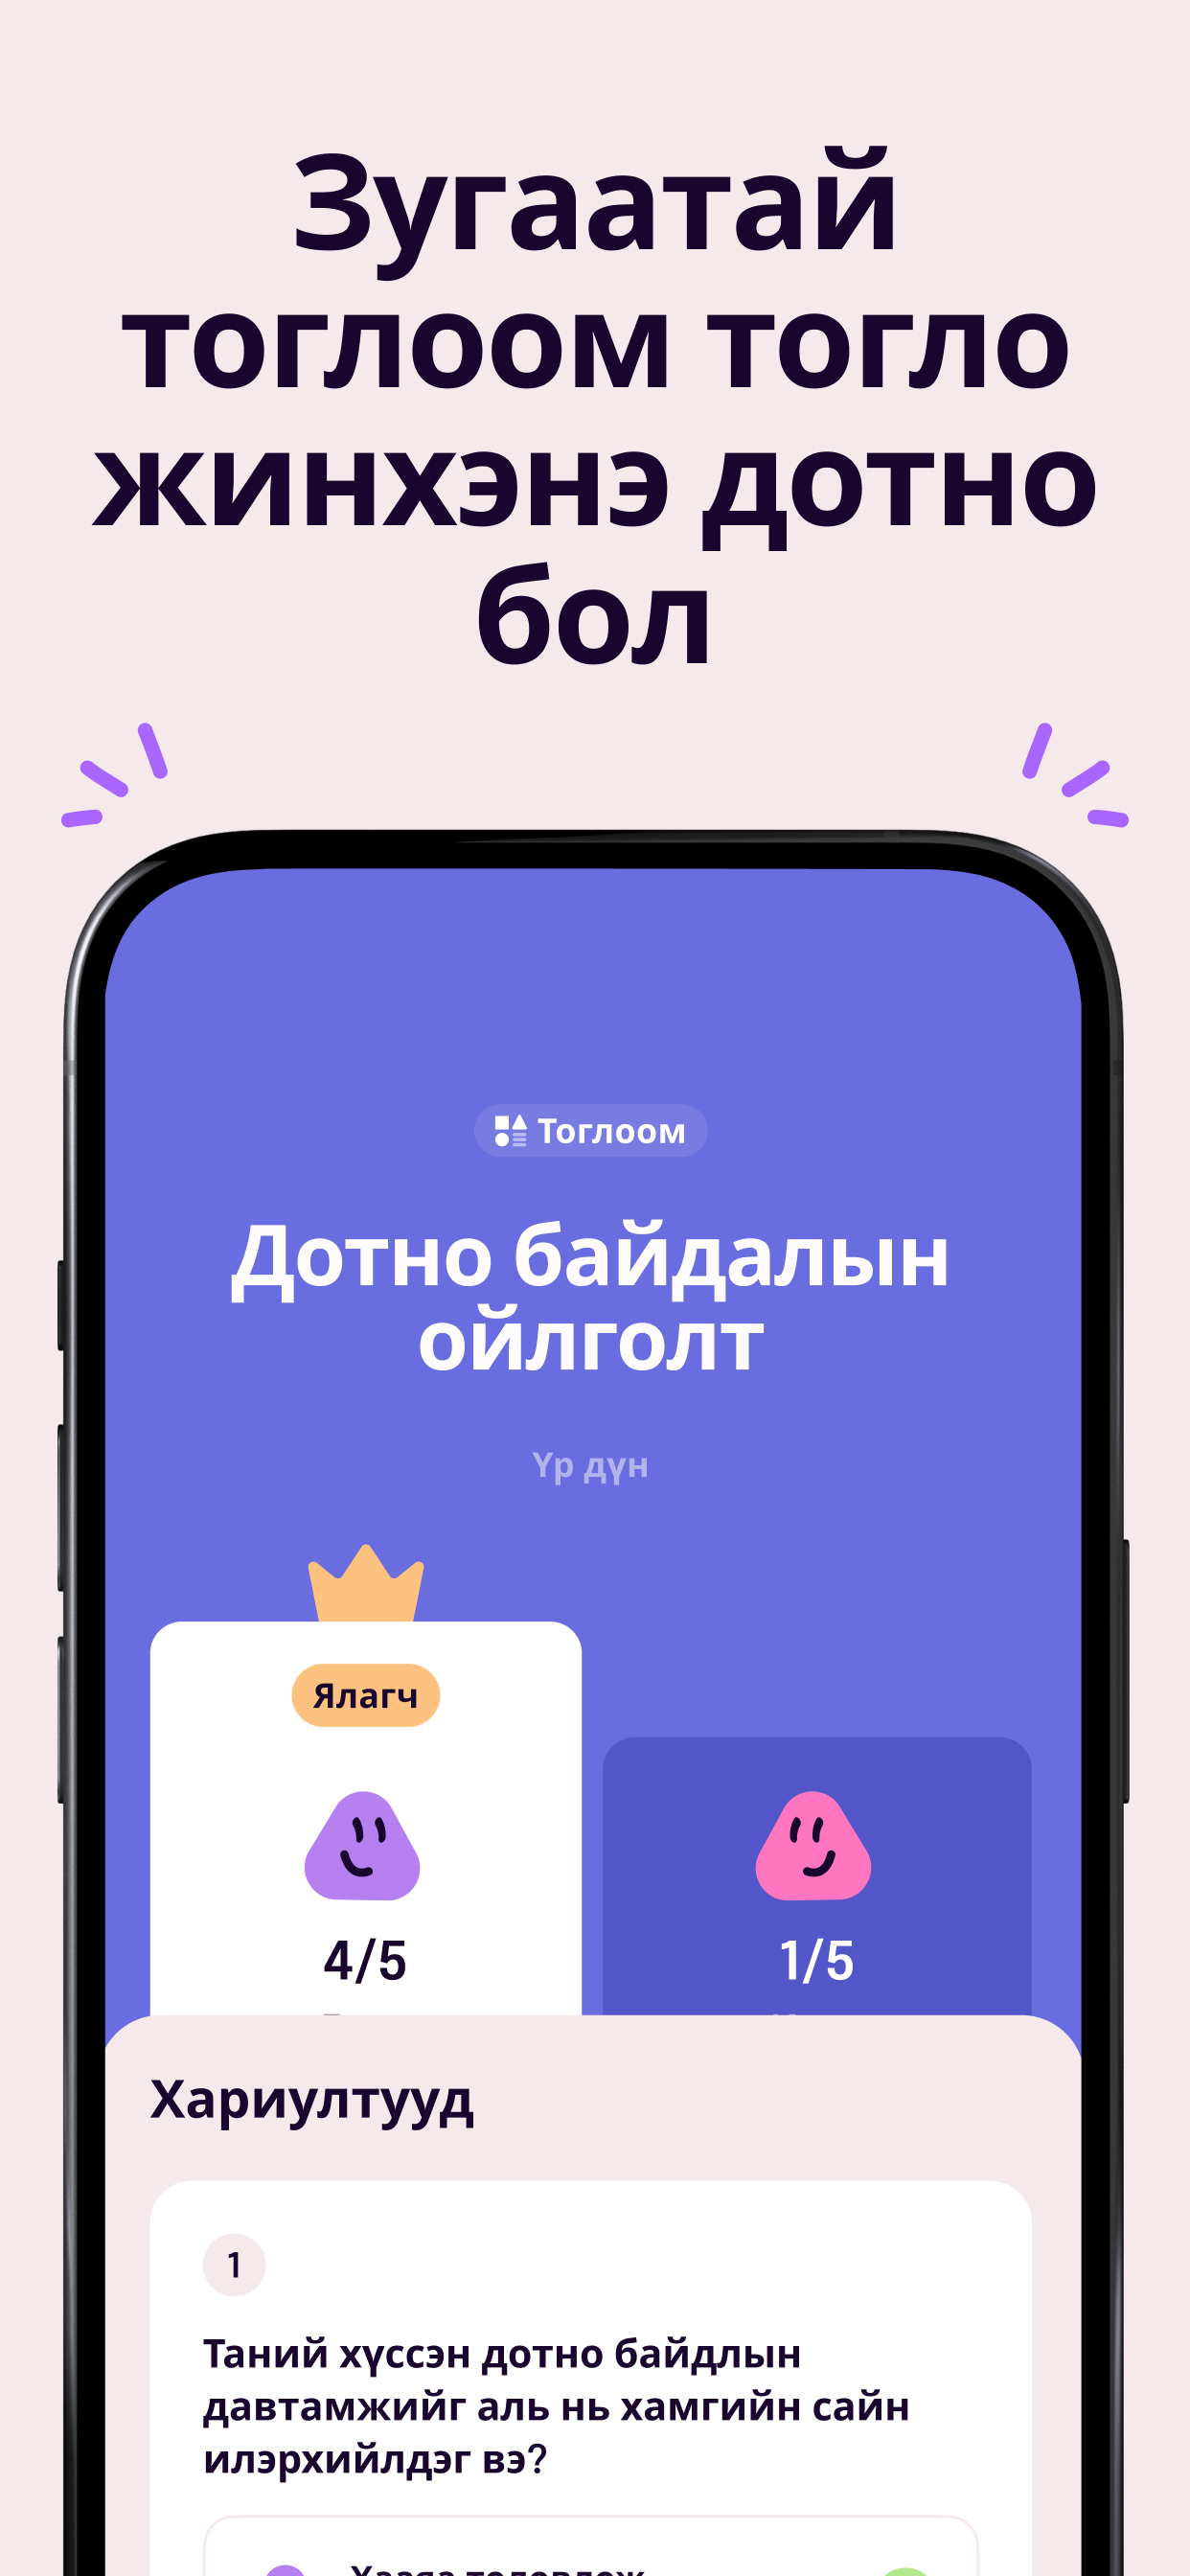 Зугаатай
тоглоом тогло
жинхэнэ дотно
бол
Тоглоом
Дотно байдалын
ойлголт
Үр дүн
Ялагч
4/5
1/5
Хариултууд
1
Таний хүссэн дотно байдлын
давтамжийг аль нь хамгийн сайн
илэрхийлдэг вэ?